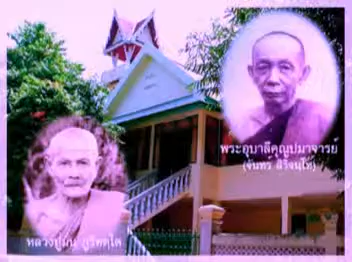 พระอุบาลีคุณูปมาจารย์
(จันทร์ สิริจนฺโท)
หลวงปู่มั่น ภูริทตฺโต